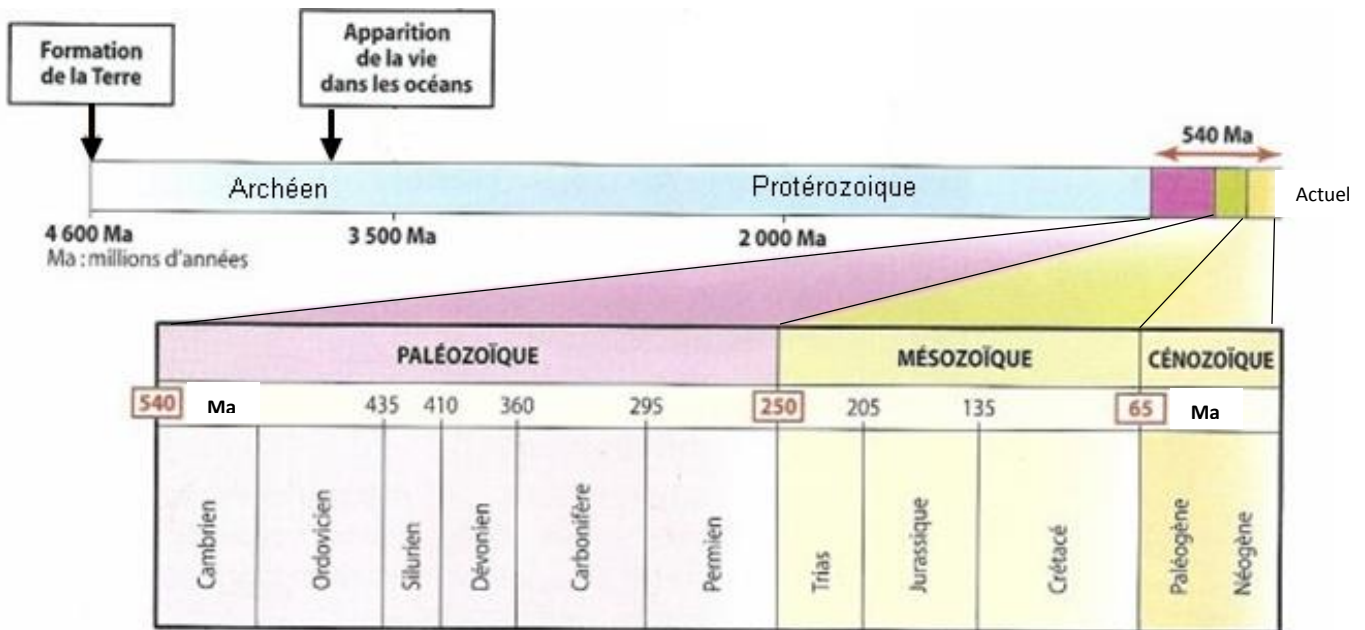 Formation
de la Terre
Apparition
de la vie
dans les océans
540 Ma
Archéen
Protérozoique
Actuel
4 600 Ma
3 500 Ma
2 000 Ma
Ma : millions d'années
PALÉOZOÏQUE
MÉSOZOÏQUE
CÉNOZOÏQUE
540 Ma 435 410 360 295 250 205 135 65 Ma
Cambrien
Ordovicien
Silurien
Dévonien
Carbonifère
Permien
Trias
Jurassique
Crétacé
Paléogène
Néogène